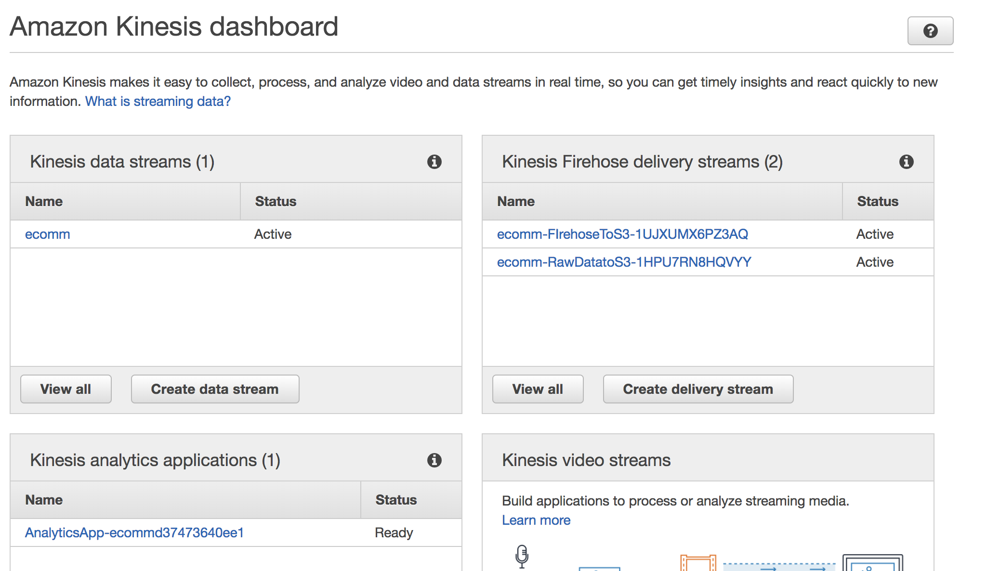 Amazon Kinesis dashboard
Amazon Kinesis makes it easy to collect, process, and analyze video and data streams in real time, so you can get timely insights and react quickly to new
information. What is streaming data?
Kinesis data streams (1)
Name Status
ecomm Active
View all Create data stream
Kinesis Firehose delivery streams (2)
Name Status
ecomm-FIrehoseToS3-1UJXUMX6PZ3AQ Active
ecomm-RawDatatoS3-1HPU7RN8HQVYY Active
View all Create delivery stream
Kinesis analytics applications (1)
Name Status
AnalyticsApp-ecommd37473640ee1 Ready
Kinesis video streams
Build applications to process or analyze streaming media.
Learn more